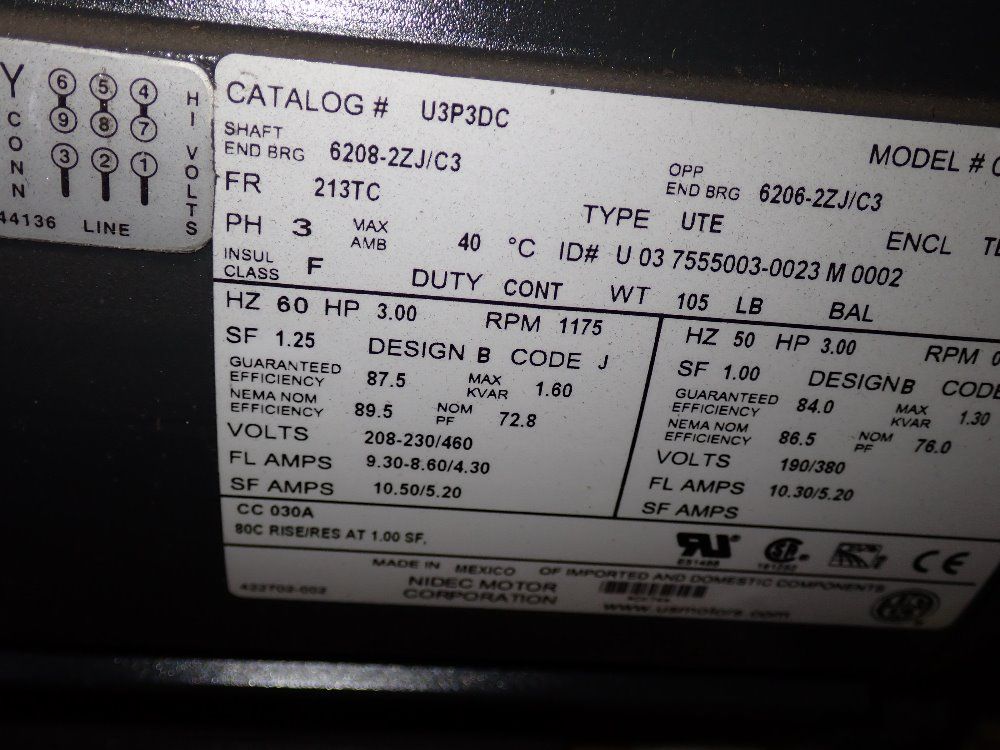 Y CONN
6 5 4
9 8 7
3 2 1
HI VOLTS
44136 LINE
CATALOG # U3P3DC
MODEL #
SHAFT END BRG 6208-2ZJ/C3
OPP END BRG 6206-2ZJ/C3
FR 213TC
TYPE UTE
ENCL
PH 3 MAX AMB 40 °C ID# U 03 7555003-0023 M 0002
INSUL CLASS F DUTY CONT WT 105 LB BAL
HZ 60 HP 3.00 RPM 1175
SF 1.25 DESIGN B CODE J
GUARANTEED EFFICIENCY 87.5 MAX KVAR 1.60
NEMA NOM EFFICIENCY 89.5 NOM PF 72.8
VOLTS 208-230/460
FL AMPS 9.30-8.60/4.30
SF AMPS 10.50/5.20
HZ 50 HP 3.00 RPM
SF 1.00 DESIGN B CODE
GUARANTEED EFFICIENCY 84.0 MAX KVAR 1.30
NEMA NOM EFFICIENCY 86.5 NOM PF 76.0
VOLTS 190/380
FL AMPS 10.30/5.20
SF AMPS
CC 030A
80C RISE/RES AT 1.00 SF.
MADE IN MEXICO OF IMPORTED AND DOMESTIC COMPONENTS
NIDEC MOTOR
CORPORATION
422703-003
www.usmotors.com
CE